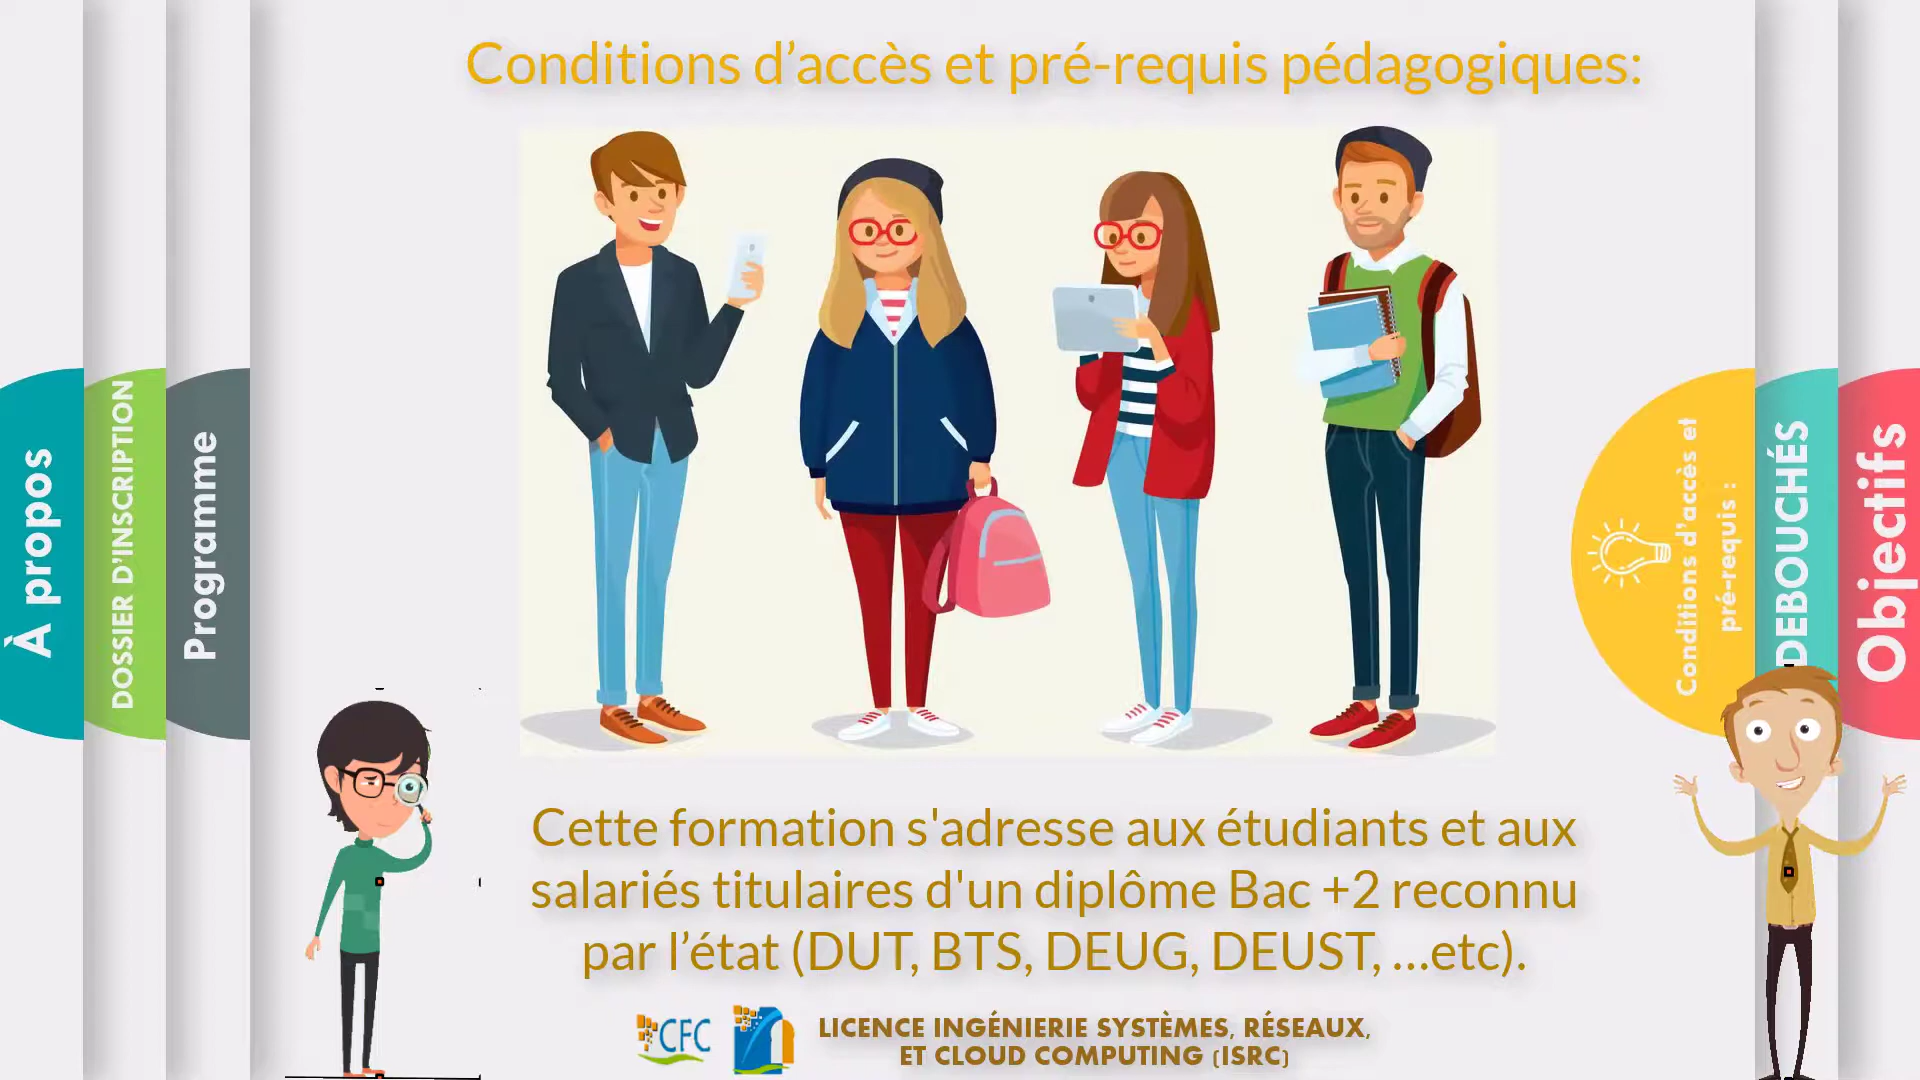 Conditions d’accès et pré-requis pédagogiques:
À propos
DOSSIER D'INSCRIPTION
Programme
Conditions d'accès et
pré-requis :
DEBOUCHÉS
Objectifs
Cette formation s'adresse aux étudiants et aux
salariés titulaires d'un diplôme Bac +2 reconnu
par l’état (DUT, BTS, DEUG, DEUST, ...etc).
CFC
LICENCE INGÉNIERIE SYSTÈMES, RÉSEAUX,
ET CLOUD COMPUTING (ISRC)